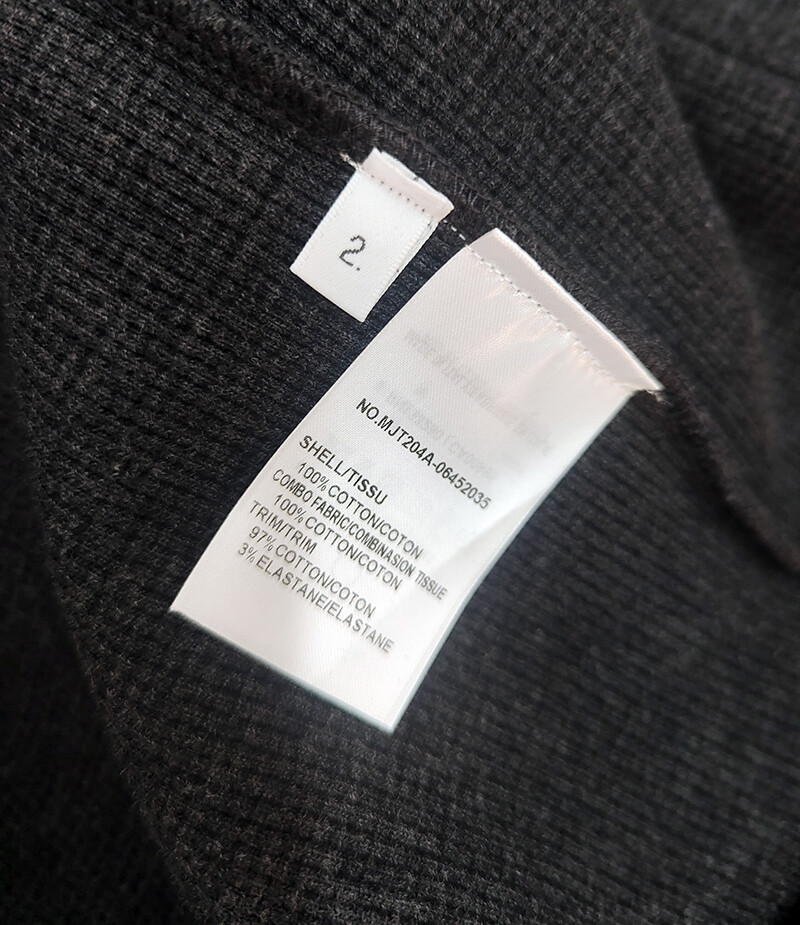 2.
NO.MJT204A-06452035
SHELL/TISSU
100% COTTON/COTON
COMBO FABRIC/COMBINASION TISSUE
100% COTTON/COTON
TRIM/TRIM
97% COTTON/COTON
3% ELASTANE/ELASTANE